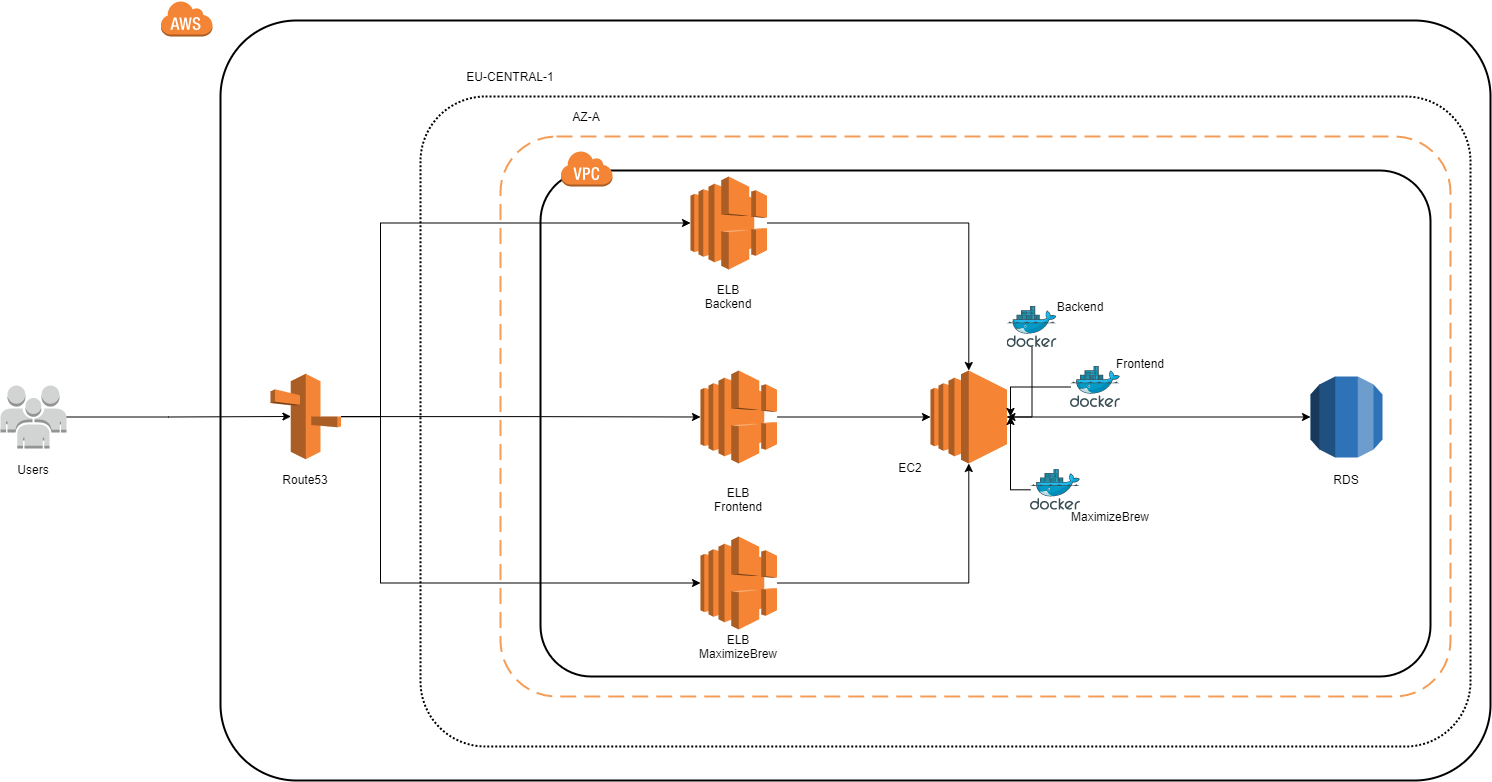 AWS
EU-CENTRAL-1
AZ-A
VPC
ELB
Backend
Backend
docker
Frontend
docker
Users
Route53
ELB
Frontend
EC2
RDS
docker
MaximizeBrew
ELB
MaximizeBrew